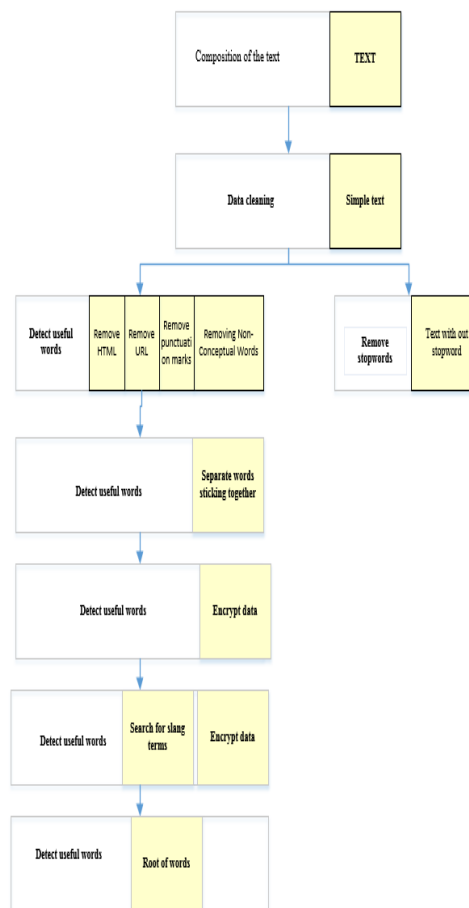 Composition of the text
TEXT
Data cleaning
Simple text
Detect useful
words
Remove
HTML
Remove
URL
Remove
punctuati
on marks
Removing Non-
Conceptual Words
Remove
stopwords
Text with out
stopword
Detect useful words
Separate words
sticking together
Detect useful words
Encrypt data
Detect useful words
Search for slang
terms
Encrypt data
Detect useful words
Root of words